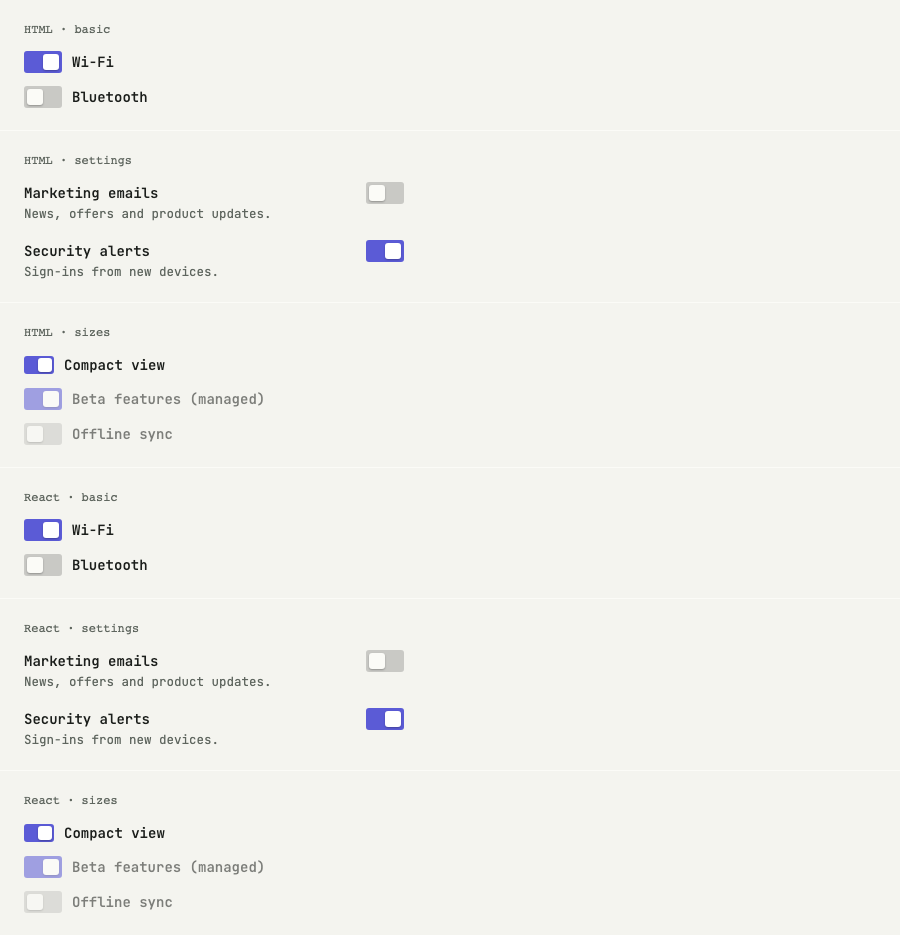 HTML · basic
Wi-Fi
Bluetooth
HTML · settings
Marketing emails
News, offers and product updates.
Security alerts
Sign-ins from new devices.
HTML · sizes
Compact view
Beta features (managed)
Offline sync
React · basic
Wi-Fi
Bluetooth
React · settings
Marketing emails
News, offers and product updates.
Security alerts
Sign-ins from new devices.
React · sizes
Compact view
Beta features (managed)
Offline sync